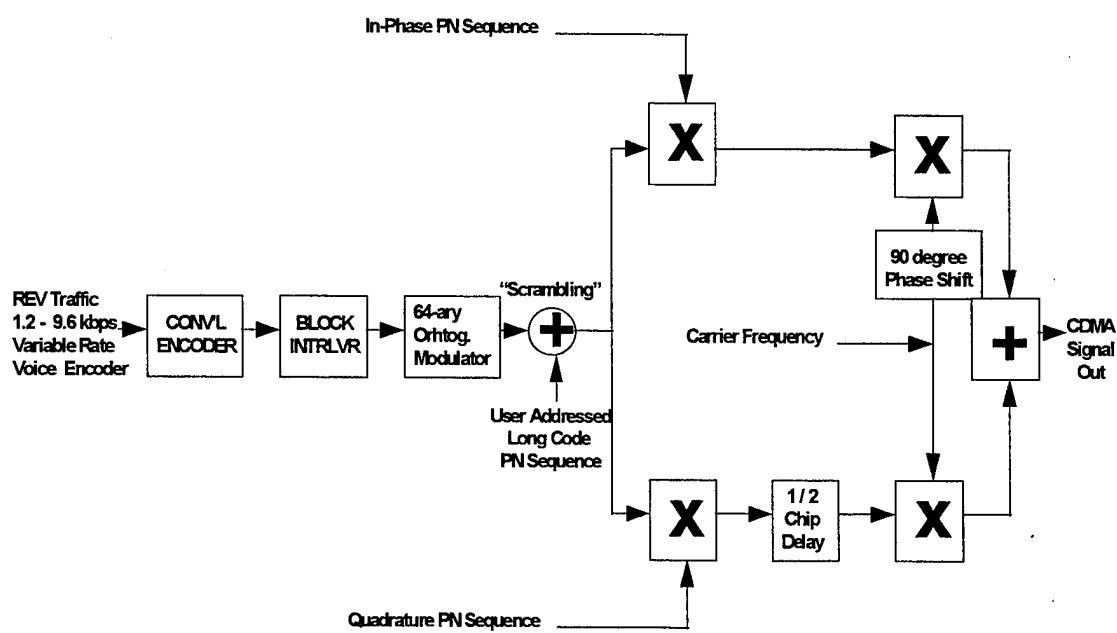 In-Phase PN Sequence
X
X
90 degree
Phase Shift
"Scrambling"
REV Traffic
1.2 - 9.6 kbps
Variable Rate
Voice Encoder
CONV'L
ENCODER
BLOCK
INTRLVR
64-ary
Orhtog.
Modulator
+
Carrier Frequency
+
CDMA
Signal
Out
User Addressed
Long Code
PN Sequence
X
1 / 2
Chip
Delay
X
Quadrature PN Sequence